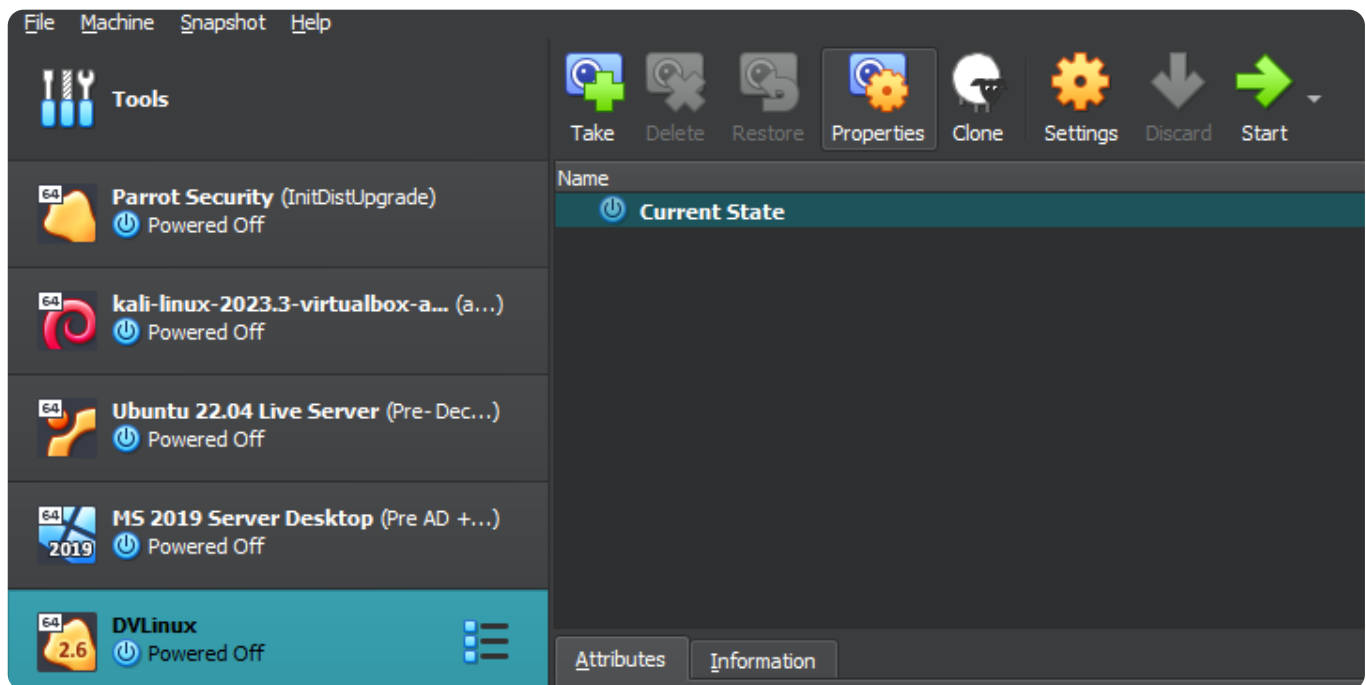 File Machine Snapshot Help
Tools
Take Delete Restore Properties Clone Settings Discard Start
Name
Current State
64
Parrot Security (InitDistUpgrade)
Powered Off
64
kali-linux-2023.3-virtualbox-a... (a...)
Powered Off
64
Ubuntu 22.04 Live Server (Pre-Dec...)
Powered Off
64
2019
MS 2019 Server Desktop (Pre AD +...)
Powered Off
64
2.6
DVLinux
Powered Off
Attributes Information